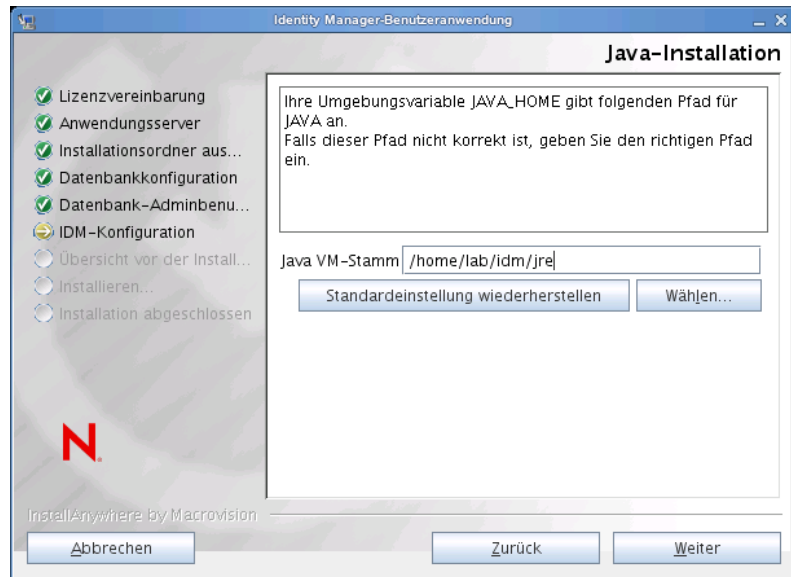 Identity Manager-Benutzeranwendung
Java-Installation
Lizenzvereinbarung
Anwendungsserver
Installationsordner aus...
Datenbankkonfiguration
Datenbank-Adminbenu...
IDM-Konfiguration
Übersicht vor der Install...
Installieren...
Installation abgeschlossen
Ihre Umgebungsvariable JAVA_HOME gibt folgenden Pfad für
JAVA an.
Falls dieser Pfad nicht korrekt ist, geben Sie den richtigen Pfad
ein.
Java VM-Stamm /home/lab/idm/jre
Standardeinstellung wiederherstellen Wählen...
N
InstallAnywhere by Macrovision
Abbrechen Zurück Weiter